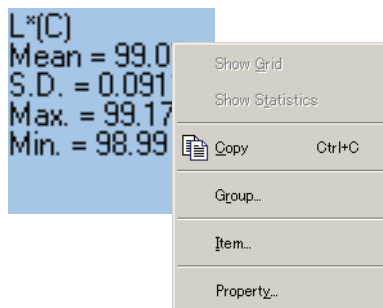 L*(C)
Mean = 99.0
S.D. = 0.091
Max. = 99.17
Min. = 98.99
Show Grid
Show Statistics
Copy Ctrl+C
Group...
Item...
Property...